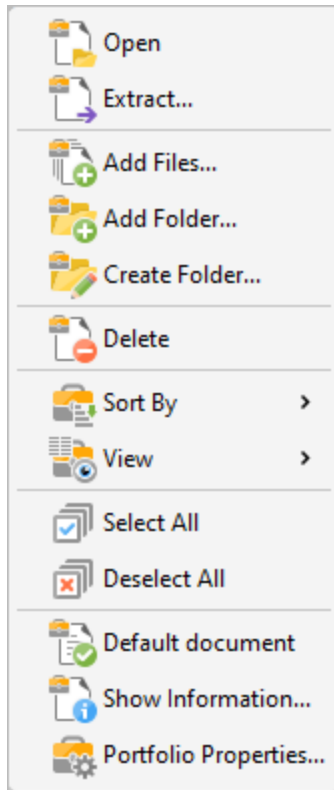 Open
Extract...
Add Files...
Add Folder...
Create Folder...
Delete
Sort By
View
Select All
Deselect All
Default document
Show Information...
Portfolio Properties...